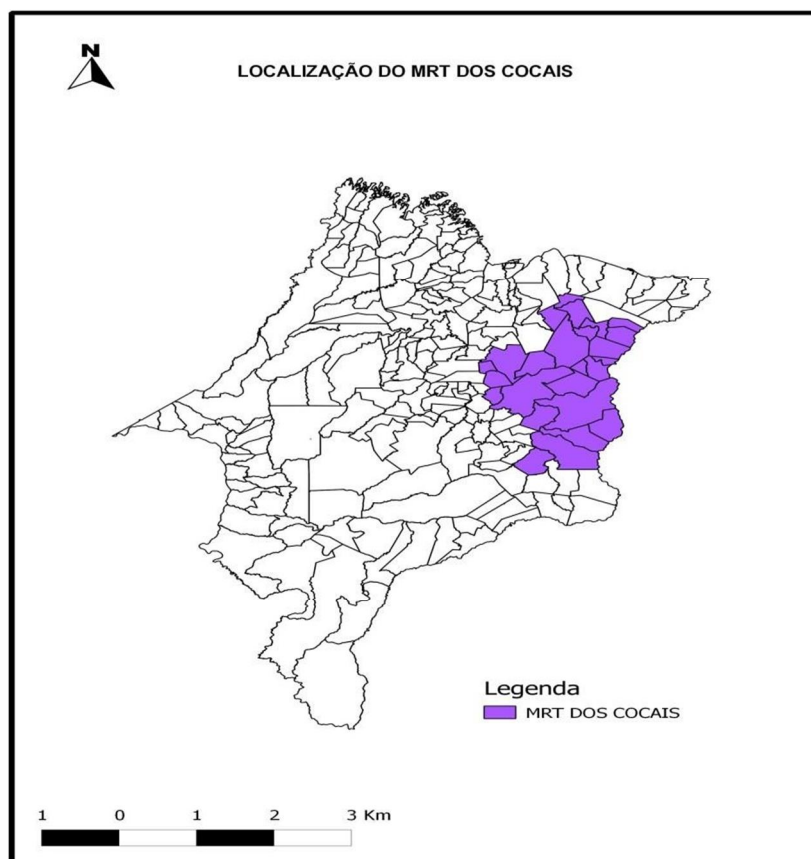 N
LOCALIZAÇÃO DO MRT DOS COCAIS
Legenda
MRT DOS COCAIS
1 0 1 2 3 Km